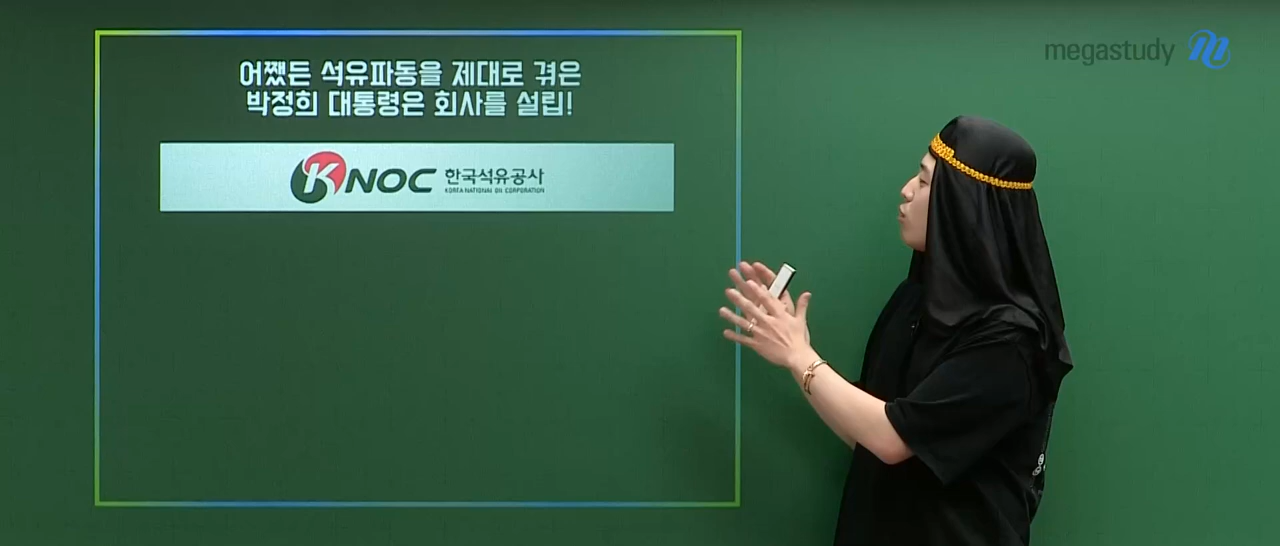 어쨌든 석유파동을 제대로 겪은
박정희 대통령은 회사를 설립!
KNOC 한국석유공사
KOREA NATIONAL OIL CORPORATION
megastudy